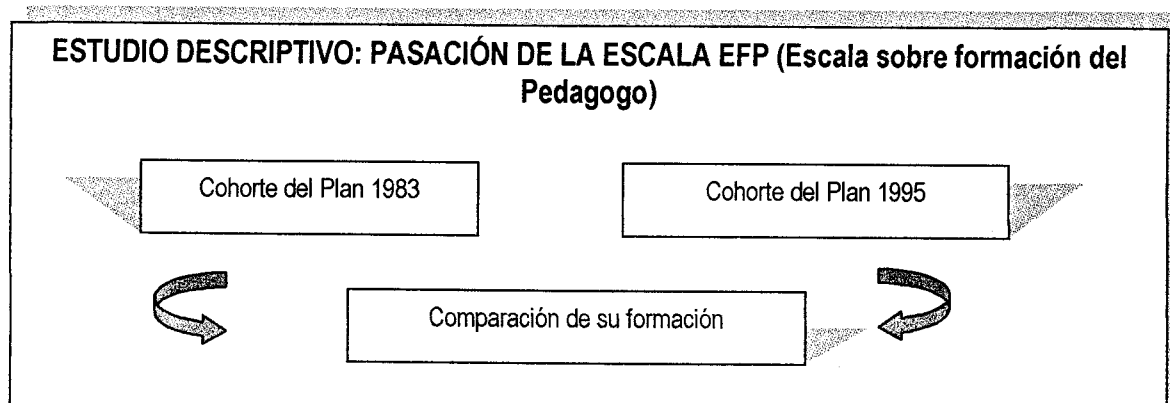 ESTUDIO DESCRIPTIVO: PASACIÓN DE LA ESCALA EFP (Escala sobre formación del
Pedagogo)
Cohorte del Plan 1983
Cohorte del Plan 1995
Comparación de su formación